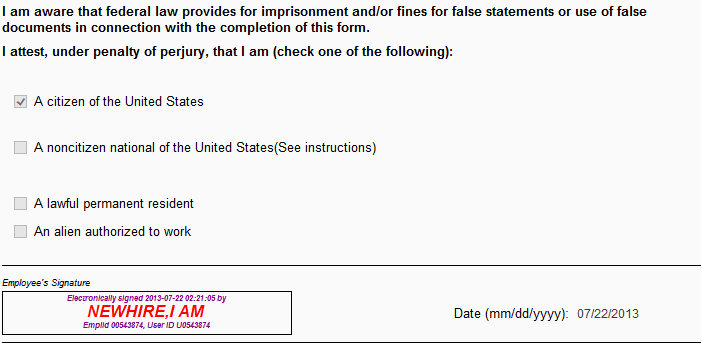 I am aware that federal law provides for imprisonment and/or fines for false statements or use of false
documents in connection with the completion of this form.
I attest, under penalty of perjury, that I am (check one of the following):
A citizen of the United States
A noncitizen national of the United States(See instructions)
A lawful permanent resident
An alien authorized to work
Employee's Signature
Electronically signed 2013-07-22 02:21:05 by
NEWHIRE,I AM
Emplid 00543874, User ID U0543874
Date (mm/dd/yyyy): 07/22/2013